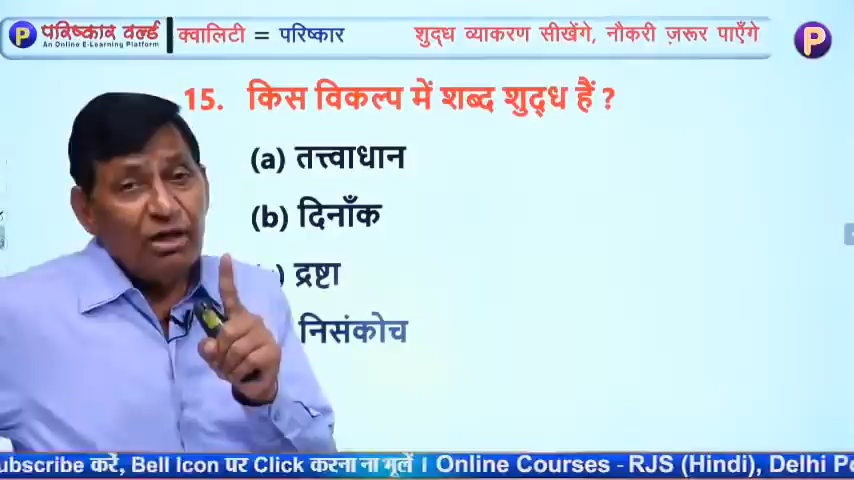 परिष्कार वर्ल्ड
An Online E-Learning Platform
क्वालिटी = परिष्कार
शुद्ध व्याकरण सीखेंगे, नौकरी ज़रूर पाएँगे
P
P
15. किस विकल्प में शब्द शुद्ध हैं ?
(a) तत्त्वाधान
(b) दिनाँक
) द्रष्टा
निसंकोच
ubscribe करें, Bell Icon पर Click करना ना भूलें । Online Courses - RJS (Hindi), Delhi Po